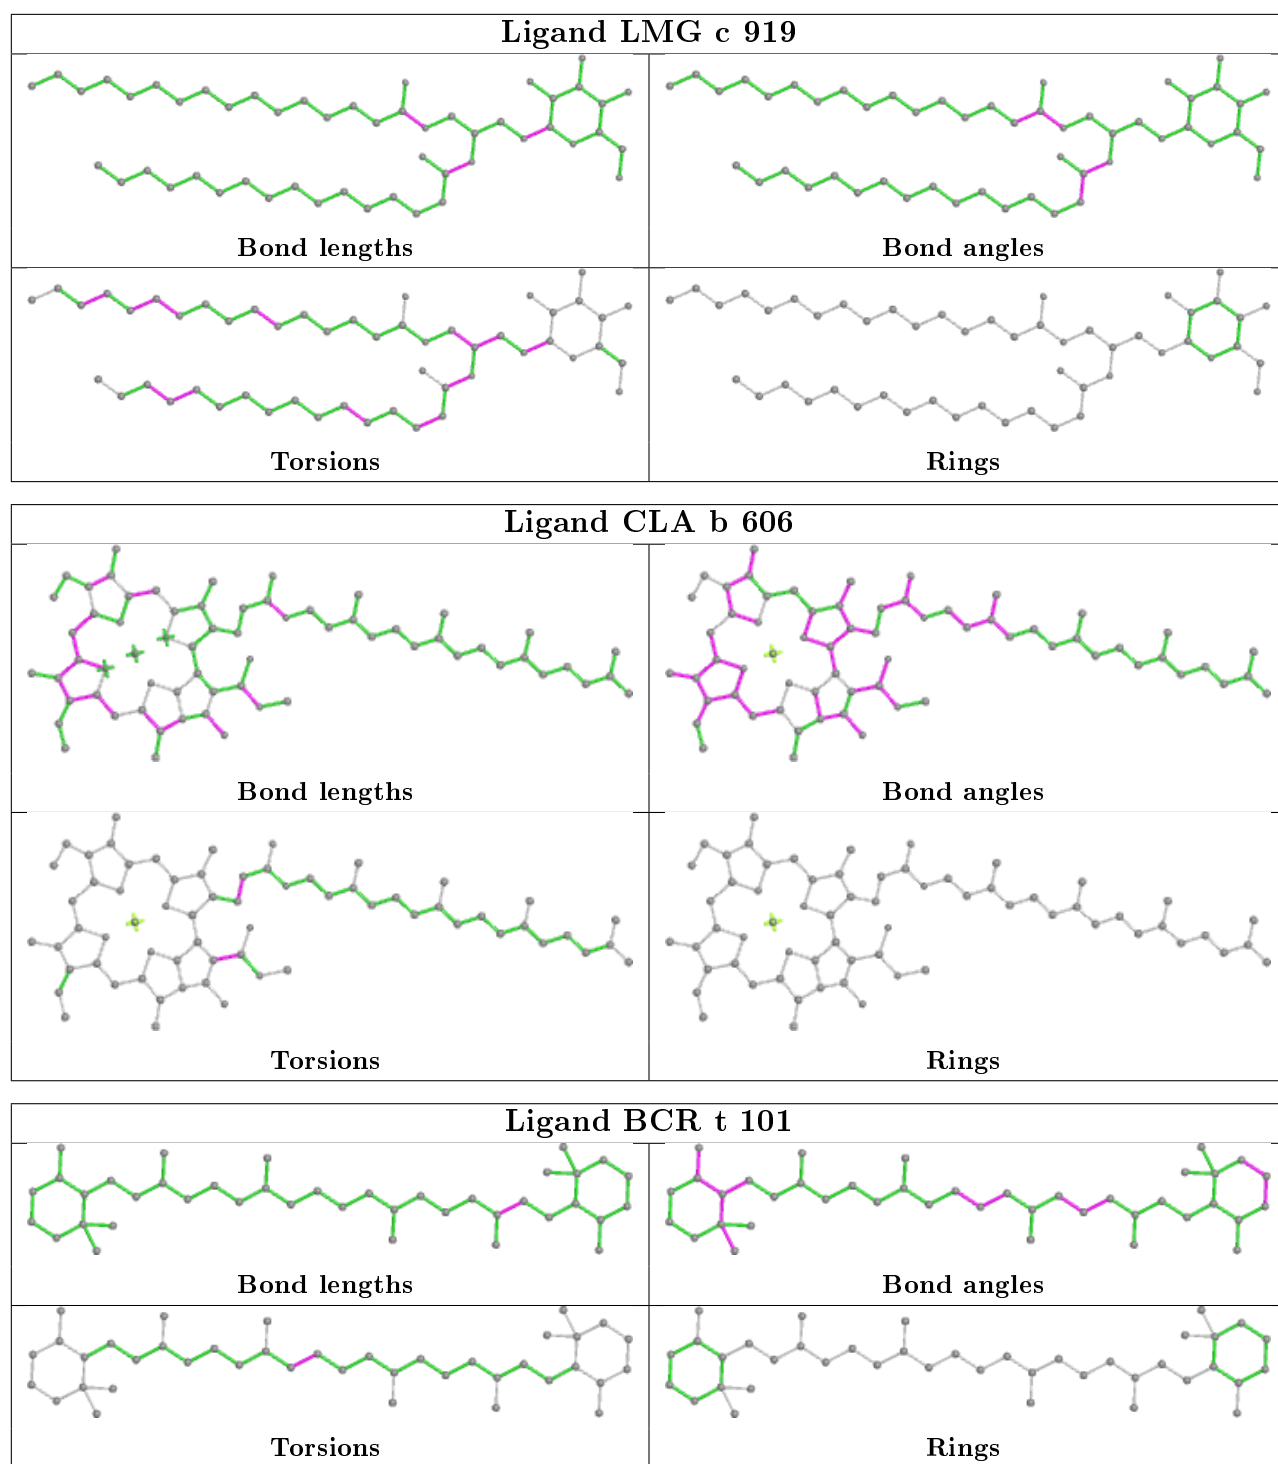 Ligand LMG c 919
Bond lengths
Bond angles
Torsions
Rings
Ligand CLA b 606
Bond lengths
Bond angles
Torsions
Rings
Ligand BCR t 101
Bond lengths
Bond angles
Torsions
Rings